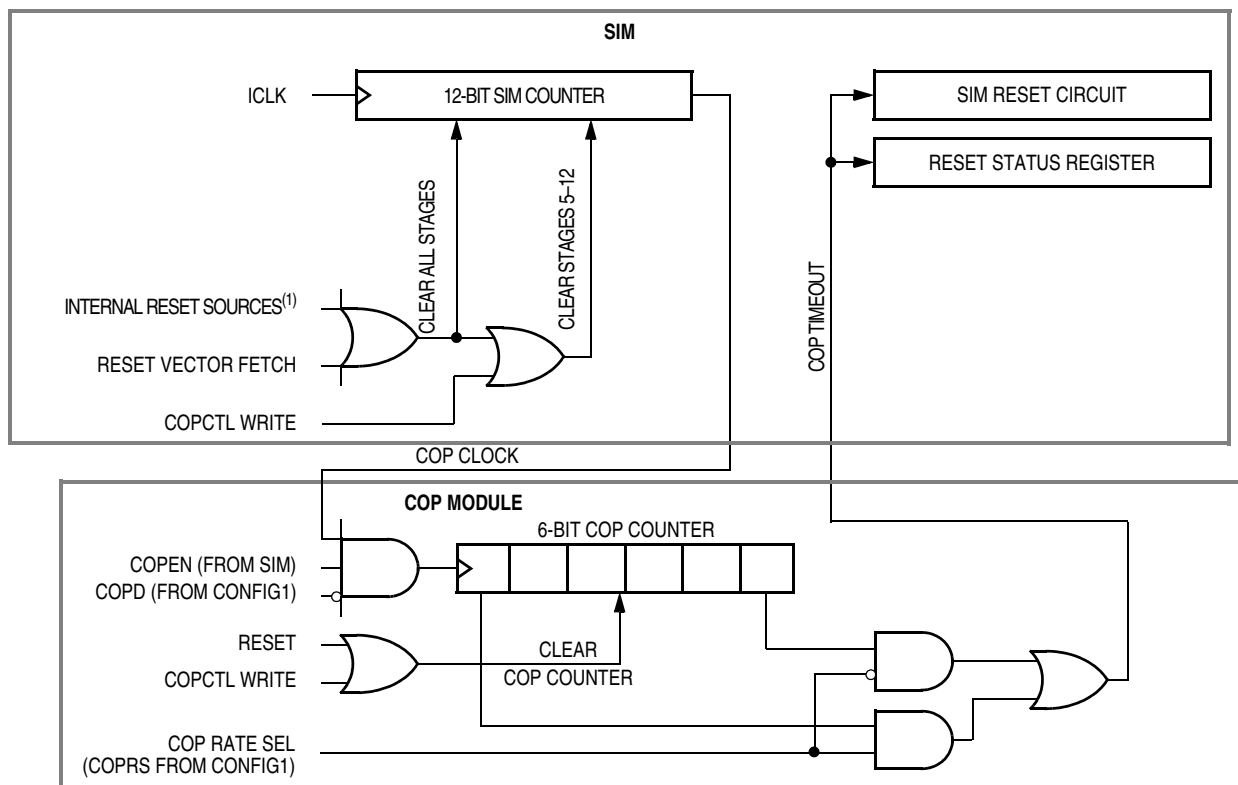 SIM
ICLK
12-BIT SIM COUNTER
SIM RESET CIRCUIT
RESET STATUS REGISTER
CLEAR ALL STAGES
CLEAR STAGES 5–12
COP TIMEOUT
INTERNAL RESET SOURCES(1)
RESET VECTOR FETCH
COPCTL WRITE
COP CLOCK
COP MODULE
6-BIT COP COUNTER
COPEN (FROM SIM)
COPD (FROM CONFIG1)
RESET
COPCTL WRITE
CLEAR
COP COUNTER
COP RATE SEL
(COPRS FROM CONFIG1)